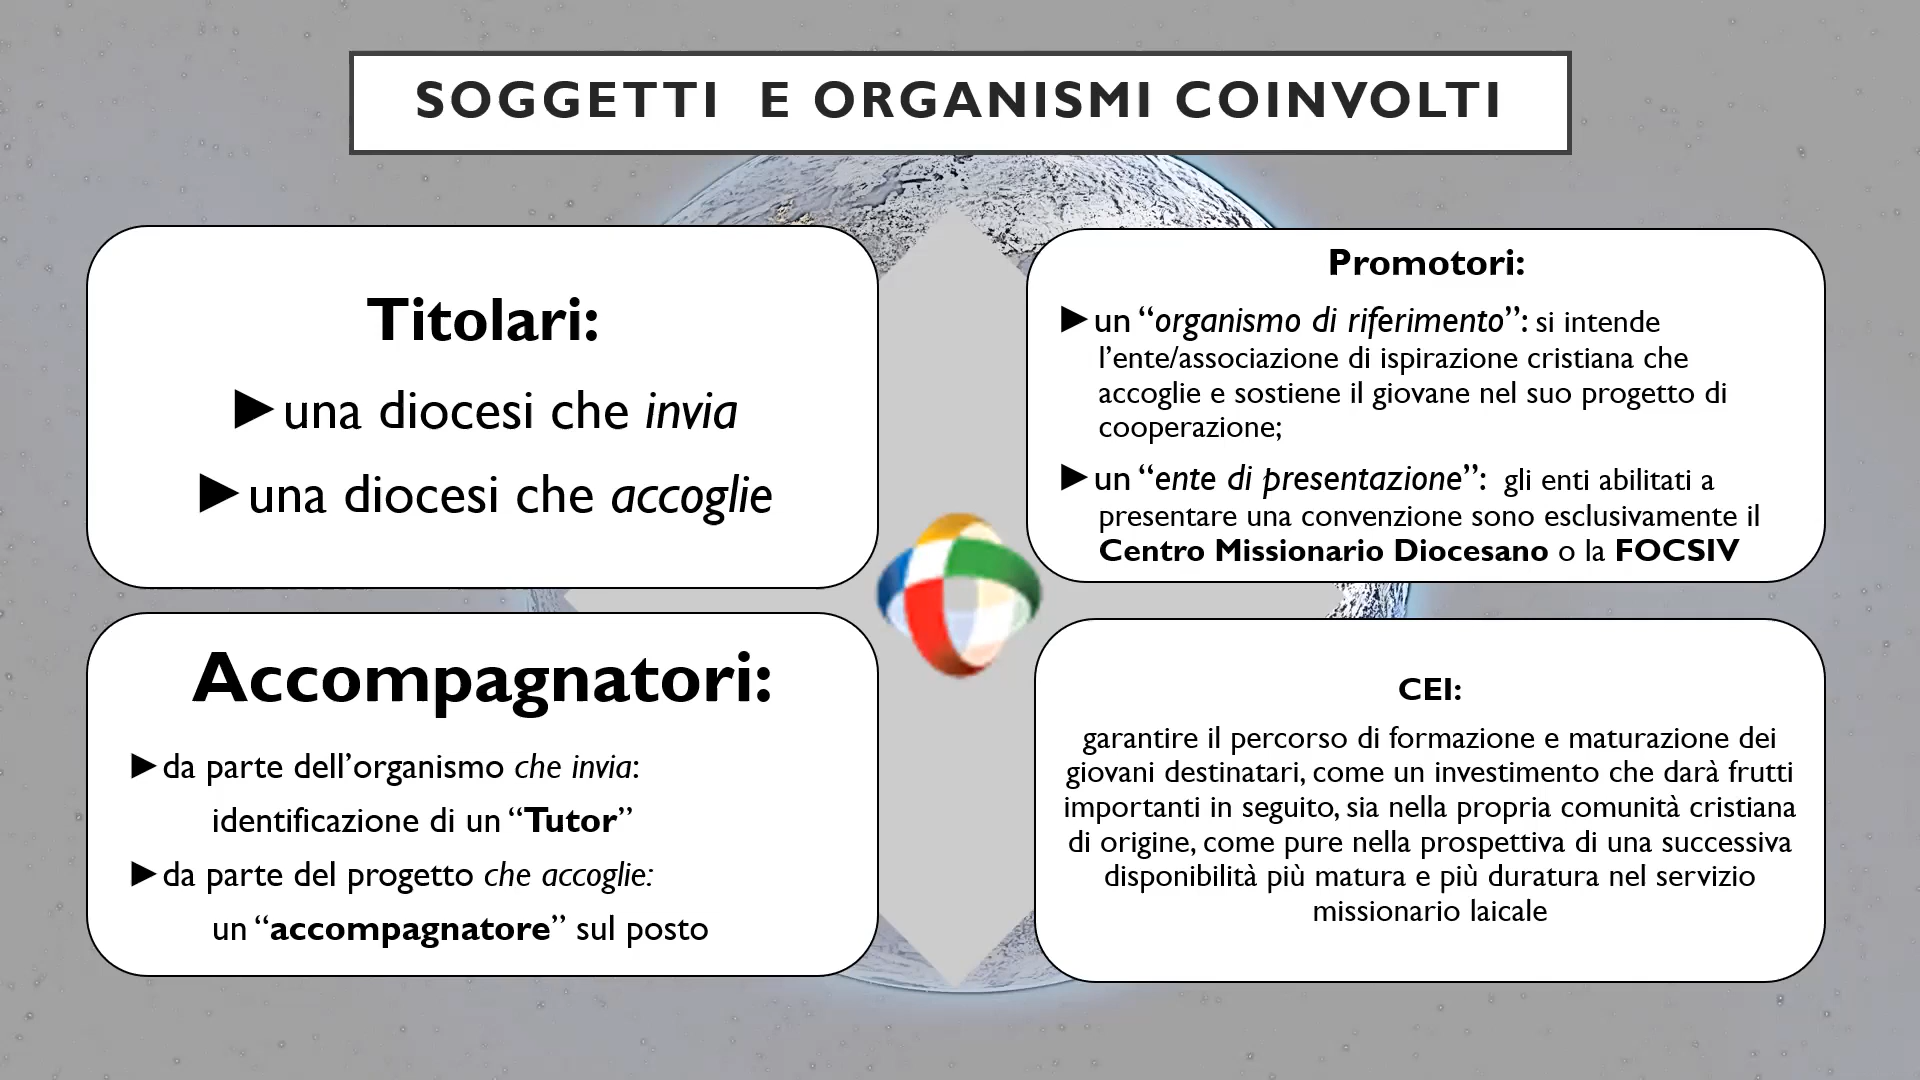 SOGGETTI E ORGANISMI COINVOLTI
Titolari:
►una diocesi che invia
►una diocesi che accoglie
Promotori:
►un “organismo di riferimento”: si intende
l’ente/associazione di ispirazione cristiana che
accoglie e sostiene il giovane nel suo progetto di
cooperazione;
►un “ente di presentazione”: gli enti abilitati a
presentare una convenzione sono esclusivamente il
Centro Missionario Diocesano o la FOCSIV
Accompagnatori:
►da parte dell’organismo che invia:
identificazione di un “Tutor”
►da parte del progetto che accoglie:
un “accompagnatore” sul posto
CEI:
garantire il percorso di formazione e maturazione dei
giovani destinatari, come un investimento che darà frutti
importanti in seguito, sia nella propria comunità cristiana
di origine, come pure nella prospettiva di una successiva
disponibilità più matura e più duratura nel servizio
missionario laicale